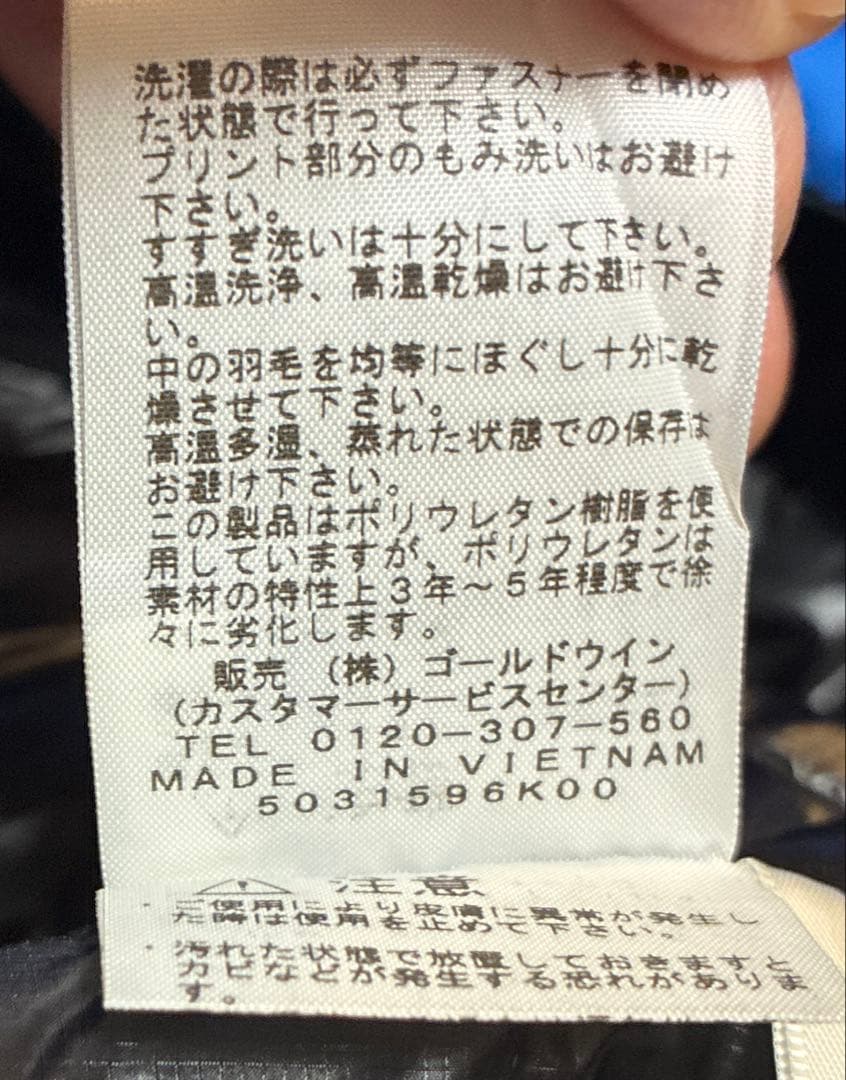 洗濯の際は必ずファスナーを閉め
た状態で行って下さい。
プリント部分のもみ洗いはお避け
下さい。
すすぎ洗いは十分にして下さい。
高温洗浄、高温乾燥はお避け下さ
い。
中の羽毛を均等にほぐし十分に乾
燥させて下さい。
高温多湿、蒸れた状態での保存は
お避け下さい。
この製品はポリウレタン樹脂を使
用していますが、ポリウレタンは
素材の特性上3年～5年程度で徐
々に劣化します。
販売 (株) ゴールドウイン
(カスタマーサービスセンター)
TEL 0120-307-560
MADE IN VIETNAM
5031596K00
注意
・ご使用により皮膚に異常が発生し
た時は使用を止めて下さい。
・汚れた状態で放置しておきますと
カビなどが発生する恐れがありま
す。